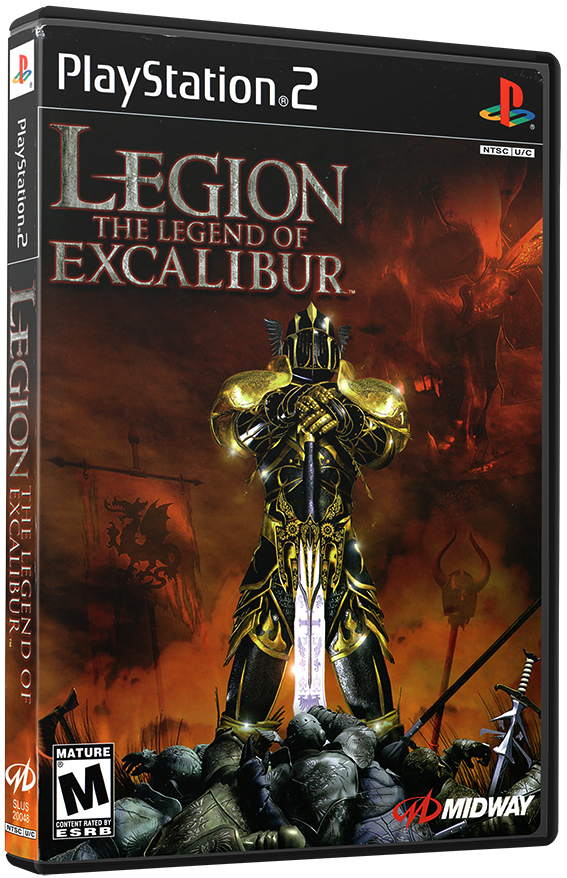 PlayStation®2
NTSC U/C
LEGION
THE LEGEND OF
EXCALIBUR™
MATURE
M®
CONTENT RATED BY
ESRB
MIDWAY
PlayStation®2
LEGION THE LEGEND OF
EXCALIBUR™
SLUS
20048
NTSC U/C